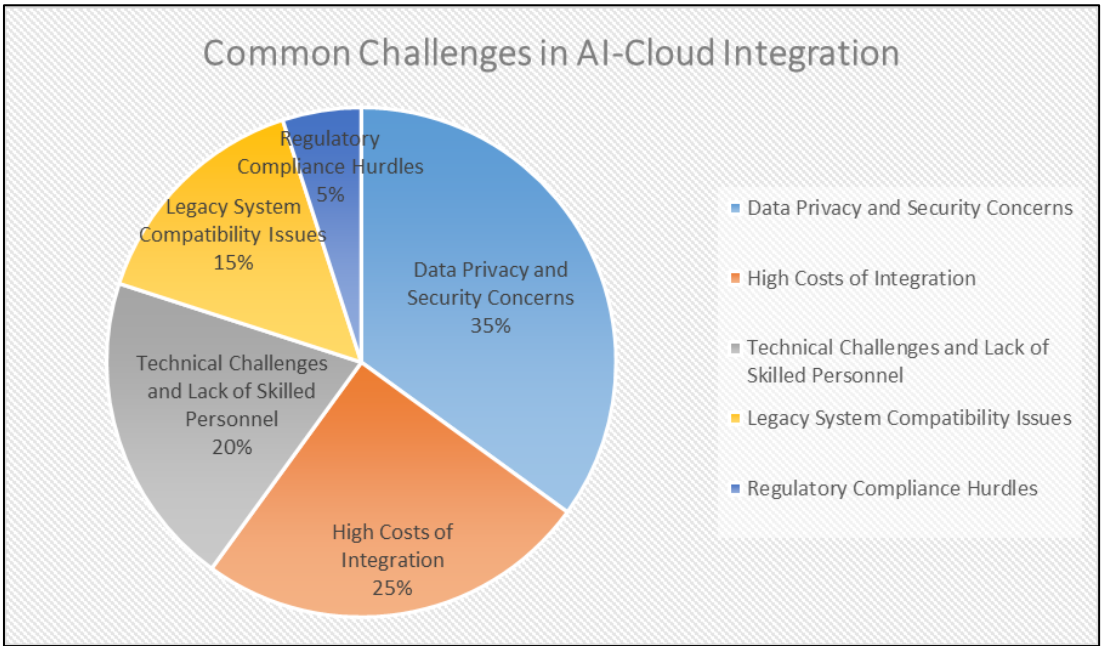 Common Challenges in AI-Cloud Integration
Regulatory
Compliance Hurdles
5%
Legacy System
Compatibility Issues
15%
Data Privacy and
Security Concerns
35%
Technical Challenges
and Lack of Skilled
Personnel
20%
High Costs of
Integration
25%
Data Privacy and Security Concerns
High Costs of Integration
Technical Challenges and Lack of
Skilled Personnel
Legacy System Compatibility Issues
Regulatory Compliance Hurdles